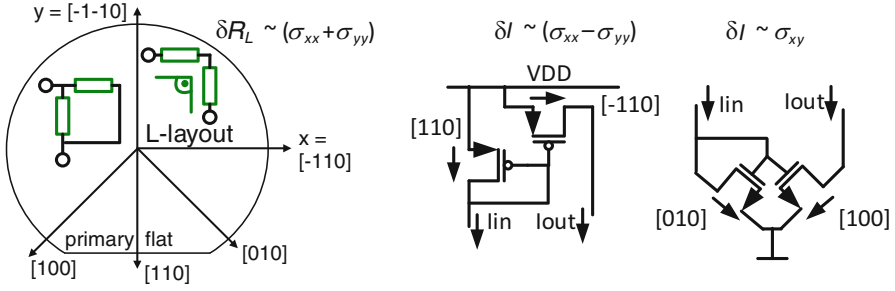 y = [-1-10]
δR_L ~ (σ_xx+σ_yy)
L-layout
x =
[-110]
primary flat
[100]
[110]
[010]
δI ~ (σ_xx−σ_yy)
VDD
[110]
[-110]
Iin
Iout
δI ~ σ_xy
Iin
Iout
[010]
[100]